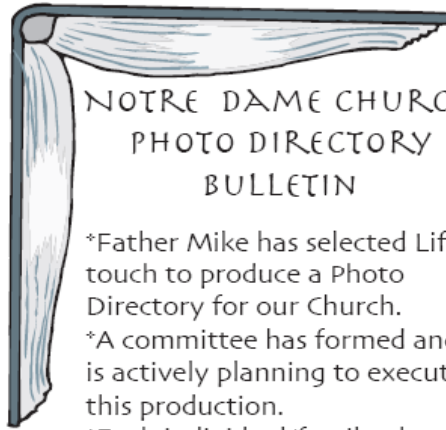 NOTRE DAME CHURC
PHOTO DIRECTORY
BULLETIN
*Father Mike has selected Lif
touch to produce a Photo
Directory for our Church.
*A committee has formed and
is actively planning to execut
this production.